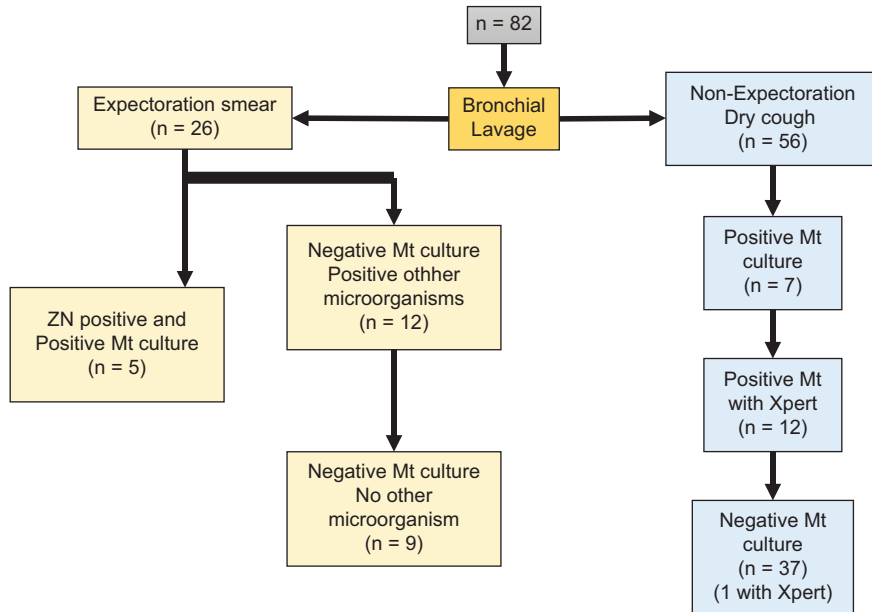 n = 82
Expectoration smear
(n = 26)
Bronchial
Lavage
Non-Expectoration
Dry cough
(n = 56)
ZN positive and
Positive Mt culture
(n = 5)
Negative Mt culture
Positive othher
microorganisms
(n = 12)
Negative Mt culture
No other
microorganism
(n = 9)
Positive Mt
culture
(n = 7)
Positive Mt
with Xpert
(n = 12)
Negative Mt
culture
(n = 37)
(1 with Xpert)